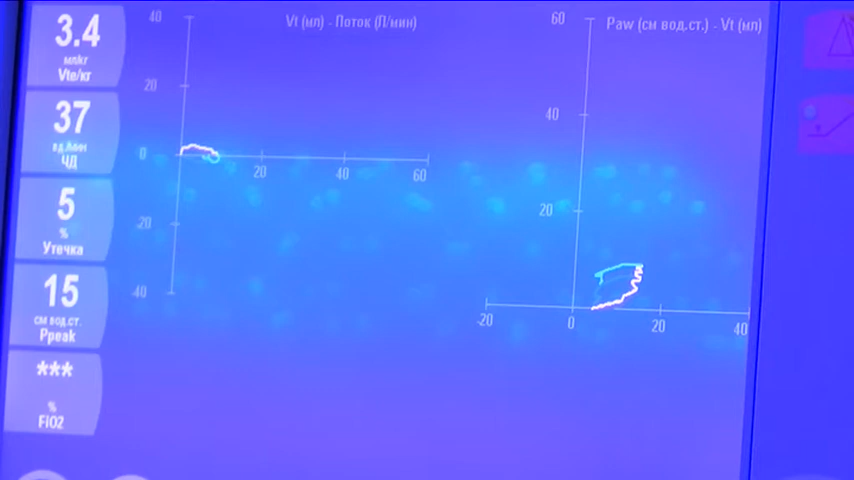 3.4
мл/кг
Vte/кг
37
вд./мин
ЧД
5
%
Утечка
15
см вод.ст.
Ppeak
***
%
FiO2
Vt (мл) - Поток (Л/мин)
40
20
0
-20
-40
20
40
60
Paw (см вод.ст.) - Vt (мл)
60
40
20
-20
0
20
40